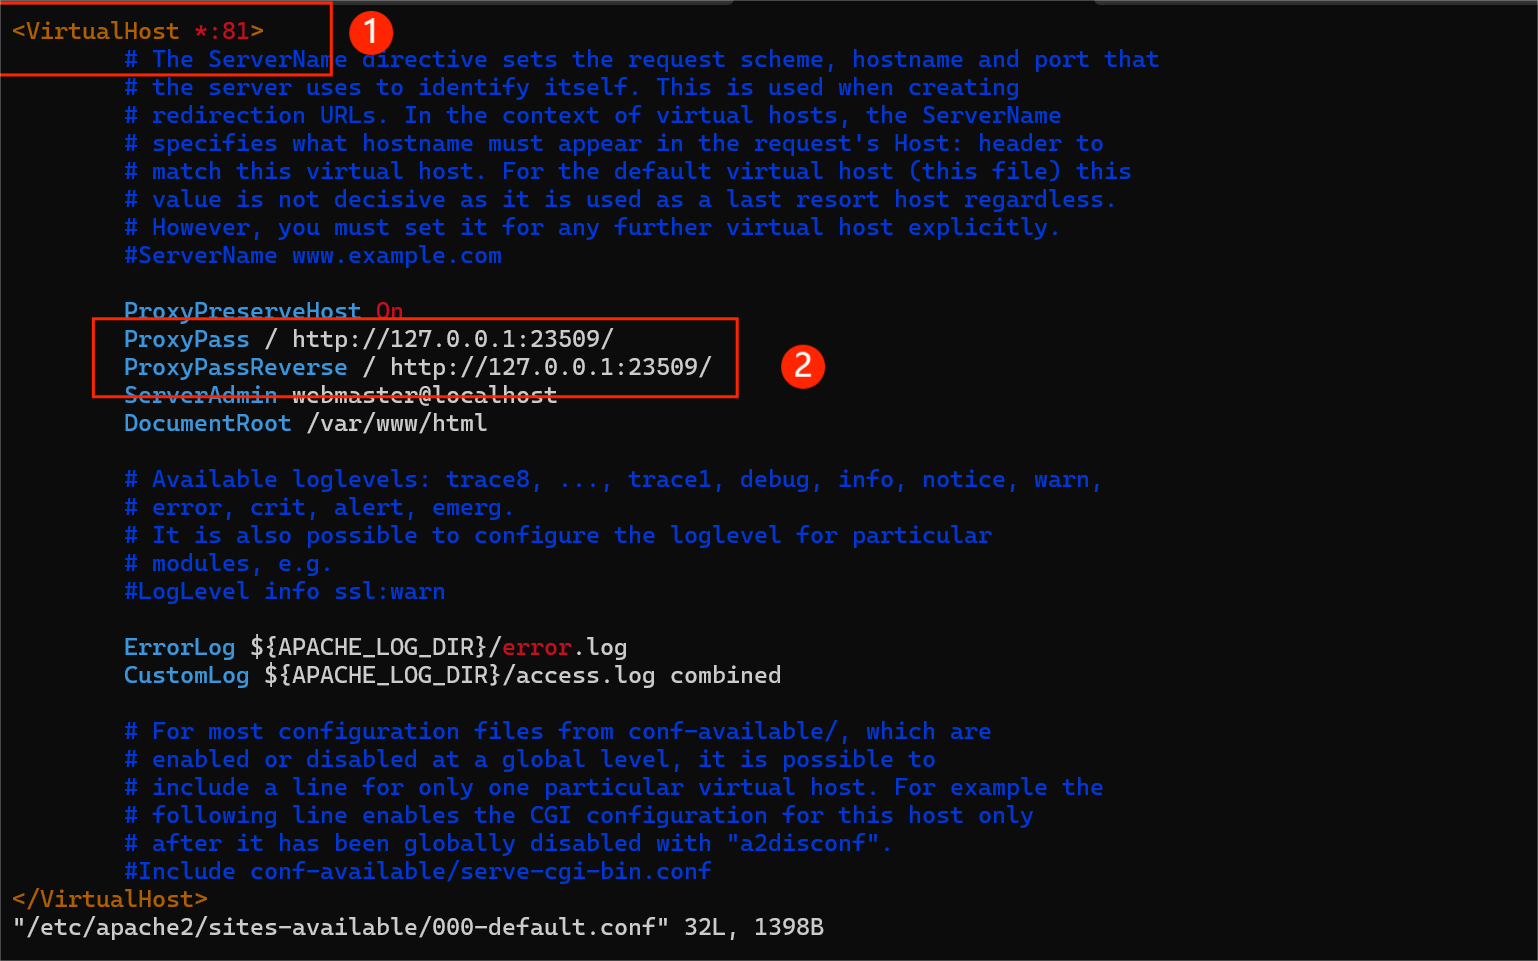 <VirtualHost *:81>
1
# The ServerName directive sets the request scheme, hostname and port that
# the server uses to identify itself. This is used when creating
# redirection URLs. In the context of virtual hosts, the ServerName
# specifies what hostname must appear in the request's Host: header to
# match this virtual host. For the default virtual host (this file) this
# value is not decisive as it is used as a last resort host regardless.
# However, you must set it for any further virtual host explicitly.
#ServerName www.example.com
ProxyPreserveHost On
ProxyPass / http://127.0.0.1:23509/
ProxyPassReverse / http://127.0.0.1:23509/
2
ServerAdmin webmaster@localhost
DocumentRoot /var/www/html
# Available loglevels: trace8, ..., trace1, debug, info, notice, warn,
# error, crit, alert, emerg.
# It is also possible to configure the loglevel for particular
# modules, e.g.
#LogLevel info ssl:warn
ErrorLog ${APACHE_LOG_DIR}/error.log
CustomLog ${APACHE_LOG_DIR}/access.log combined
# For most configuration files from conf-available/, which are
# enabled or disabled at a global level, it is possible to
# include a line for only one particular virtual host. For example the
# following line enables the CGI configuration for this host only
# after it has been globally disabled with "a2disconf".
#Include conf-available/serve-cgi-bin.conf
</VirtualHost>
"/etc/apache2/sites-available/000-default.conf" 32L, 1398B